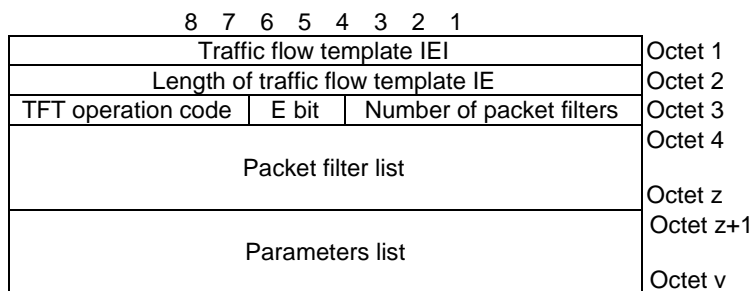 8 7 6 5 4 3 2 1
Traffic flow template IEI Octet 1
Length of traffic flow template IE Octet 2
TFT operation code E bit Number of packet filters Octet 3
Octet 4
Packet filter list
Octet z
Octet z+1
Parameters list
Octet v